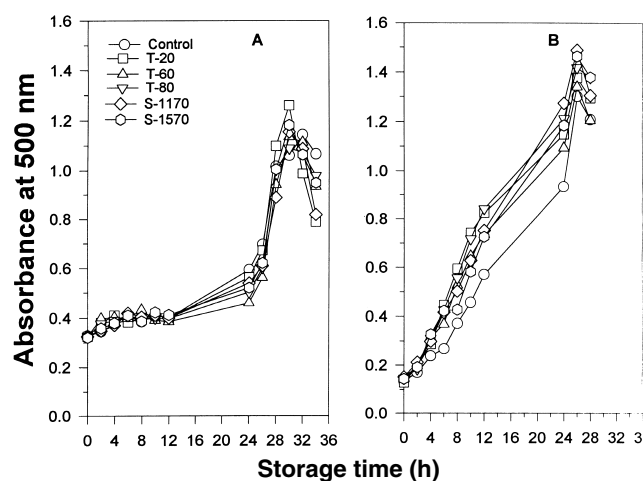 A
B
Control
T-20
T-60
T-80
S-1170
S-1570
1.6
1.4
1.2
1.0
0.8
0.6
0.4
0.2
0.0
1.6
1.4
1.2
1.0
0.8
0.6
0.4
0.2
0.0
0 4 8 12 16 20 24 28 32 36
0 4 8 12 16 20 24 28 32 3
Absorbance at 500 nm
Storage time (h)